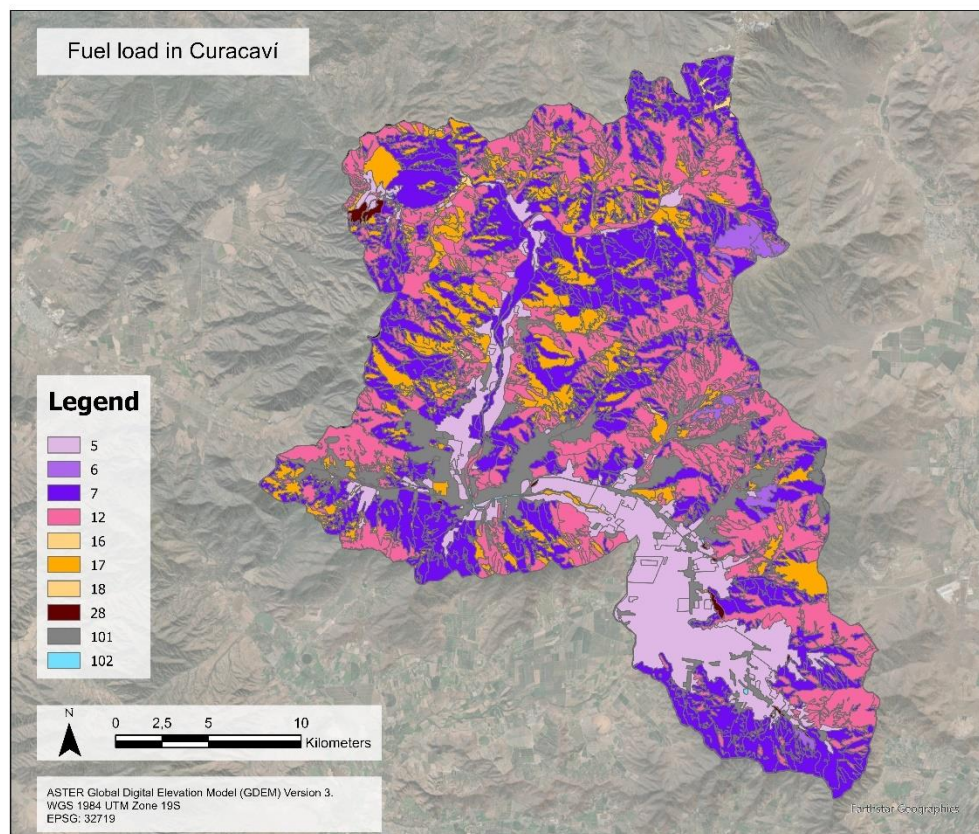 Fuel load in Curacaví
Legend
5
6
7
12
16
17
18
28
101
102
N
0 2,5 5 10
Kilometers
ASTER Global Digital Elevation Model (GDEM) Version 3.
WGS 1984 UTM Zone 19S
EPSG: 32719
Earthstar Geographics